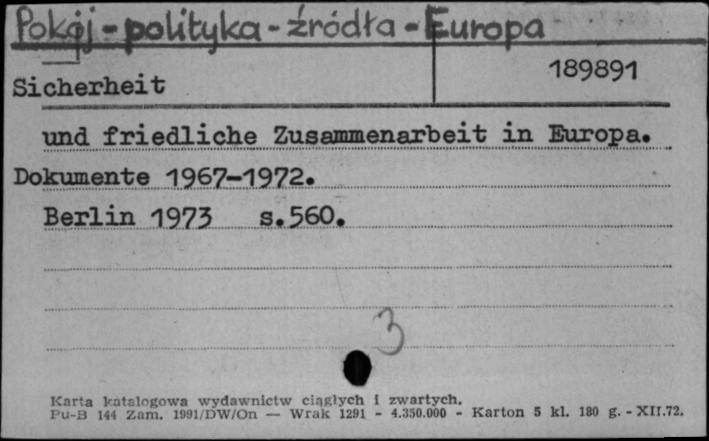 Pokój - polityka - źródła - Europa
189891
Sicherheit
und friedliche Zusammenarbeit in Europa.
Dokumente 1967-1972.
Berlin 1973 s.560.
3
Karta katalogowa wydawnictw ciągłych i zwartych.
Pu-B 144 Zam. 1991/DW/On — Wrak 1291 - 4.350.000 - Karton 5 kl. 180 g. - XII.72.